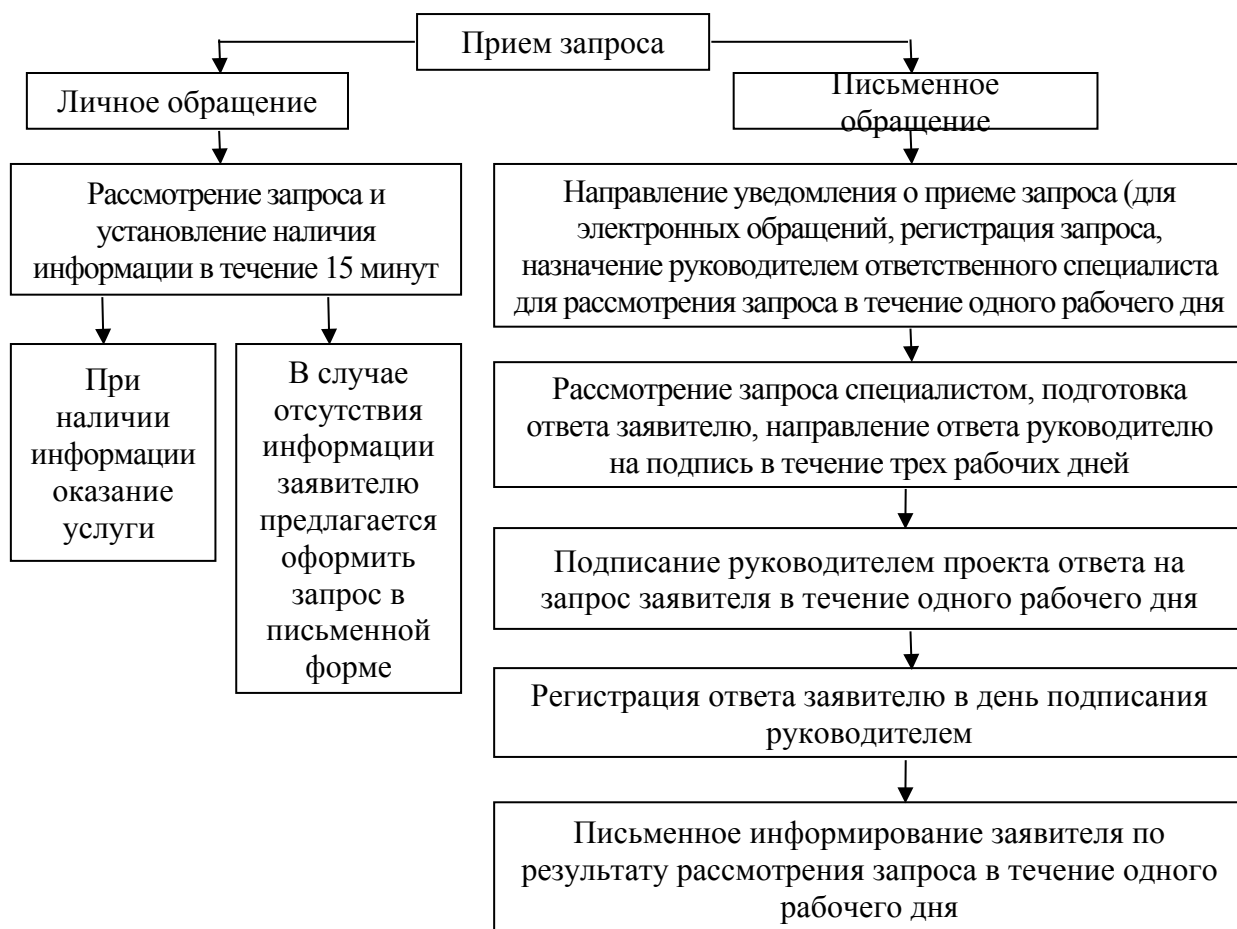 Прием запроса
Личное обращение
Письменное
обращение
Рассмотрение запроса и
установление наличия
информации в течение 15 минут
При
наличии
информации
оказание
услуги
В случае
отсутствия
информации
заявителю
предлагается
оформить
запрос в
письменной
форме
Направление уведомления о приеме запроса (для
электронных обращений, регистрация запроса,
назначение руководителем ответственного специалиста
для рассмотрения запроса в течение одного рабочего дня
Рассмотрение запроса специалистом, подготовка
ответа заявителю, направление ответа руководителю
на подпись в течение трех рабочих дней
Подписание руководителем проекта ответа на
запрос заявителя в течение одного рабочего дня
Регистрация ответа заявителю в день подписания
руководителем
Письменное информирование заявителя по
результату рассмотрения запроса в течение одного
рабочего дня